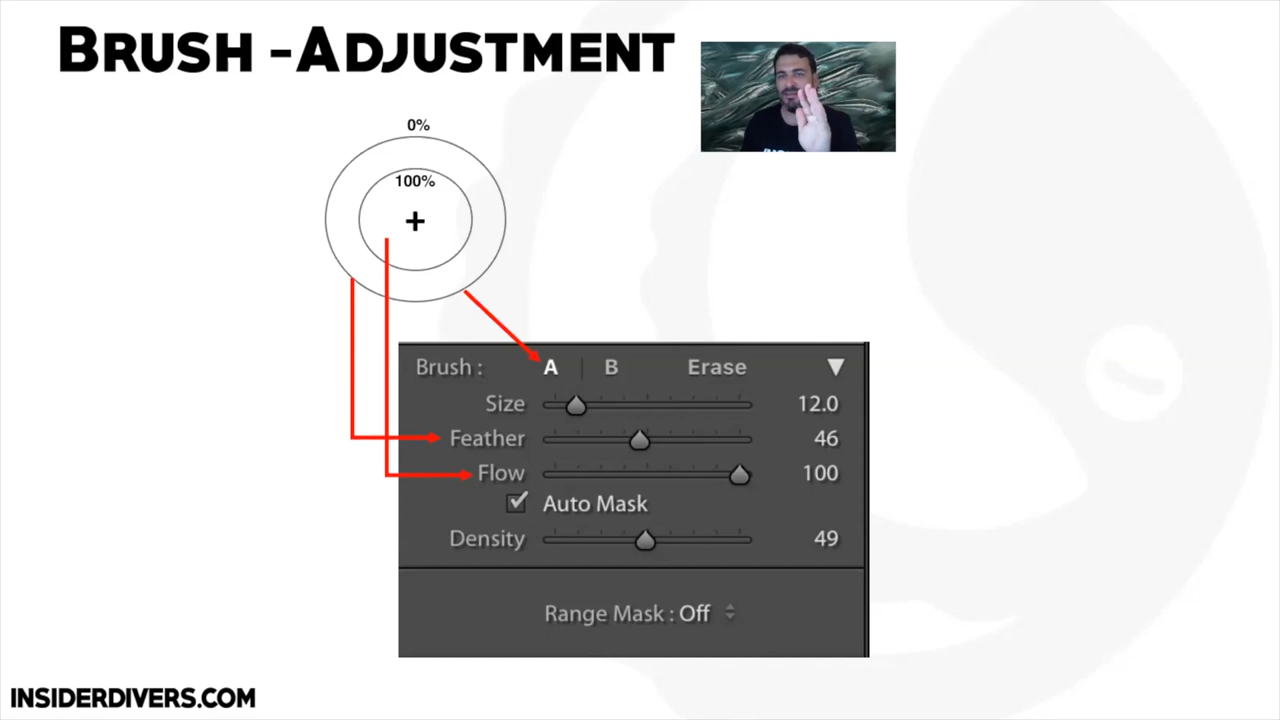 BRUSH -ADJUSTMENT
0%
100%
+
Brush : A | B Erase
Size 12.0
Feather 46
Flow 100
Auto Mask
Density 49
Range Mask : Off
INSIDERDIVERS.COM